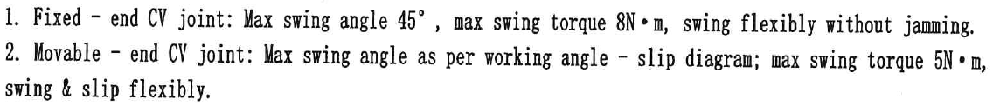 1. Fixed - end CV joint: Max swing angle 45°, max swing torque 8N•m, swing flexibly without jamming.
2. Movable - end CV joint: Max swing angle as per working angle - slip diagram; max swing torque 5N•m,
swing & slip flexibly.